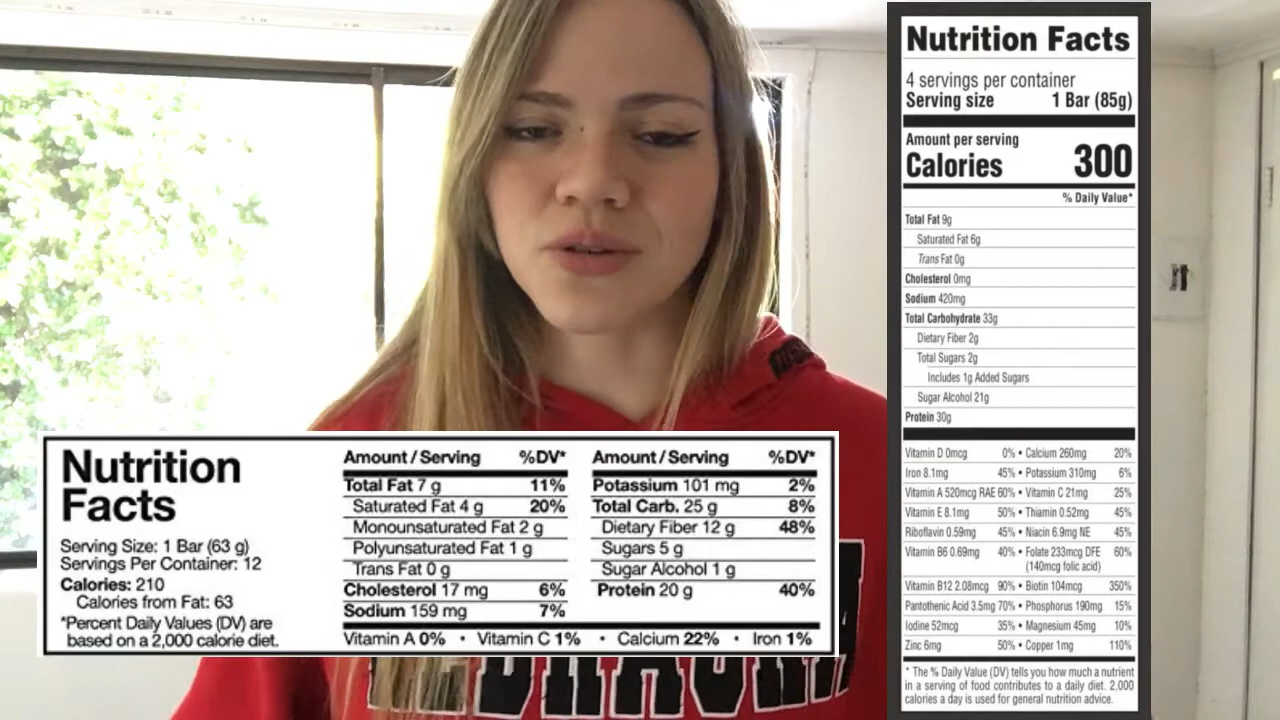 Nutrition
Facts
Serving Size: 1 Bar (63 g)
Servings Per Container: 12
Calories: 210
Calories from Fat: 63
*Percent Daily Values (DV) are
based on a 2,000 calorie diet.
Amount / Serving %DV*
Total Fat 7 g 11%
Saturated Fat 4 g 20%
Monounsaturated Fat 2 g
Polyunsaturated Fat 1 g
Trans Fat 0 g
Cholesterol 17 mg 6%
Sodium 159 mg 7%
Amount / Serving %DV*
Potassium 101 mg 2%
Total Carb. 25 g 8%
Dietary Fiber 12 g 48%
Sugars 5 g
Sugar Alcohol 1 g
Protein 20 g 40%
Vitamin A 0% • Vitamin C 1% • Calcium 22% • Iron 1%
Nutrition Facts
4 servings per container
Serving size 1 Bar (85g)
Amount per serving
Calories 300
% Daily Value*
Total Fat 9g
Saturated Fat 6g
Trans Fat 0g
Cholesterol 0mg
Sodium 420mg
Total Carbohydrate 33g
Dietary Fiber 2g
Total Sugars 2g
Includes 1g Added Sugars
Sugar Alcohol 21g
Protein 30g
Vitamin D 0mcg 0% • Calcium 260mg 20%
Iron 8.1mg 45% • Potassium 310mg 6%
Vitamin A 520mcg RAE 60% • Vitamin C 21mg 25%
Vitamin E 8.1mg 50% • Thiamin 0.52mg 45%
Riboflavin 0.59mg 45% • Niacin 6.9mg NE 45%
Vitamin B6 0.69mg 40% • Folate 233mcg DFE 60%
(140mcg folic acid)
Vitamin B12 2.08mcg 90% • Biotin 104mcg 350%
Pantothenic Acid 3.5mg 70% • Phosphorus 190mg 15%
Iodine 52mcg 35% • Magnesium 45mg 10%
Zinc 6mg 50% • Copper 1mg 110%
* The % Daily Value (DV) tells you how much a nutrient
in a serving of food contributes to a daily diet. 2,000
calories a day is used for general nutrition advice.